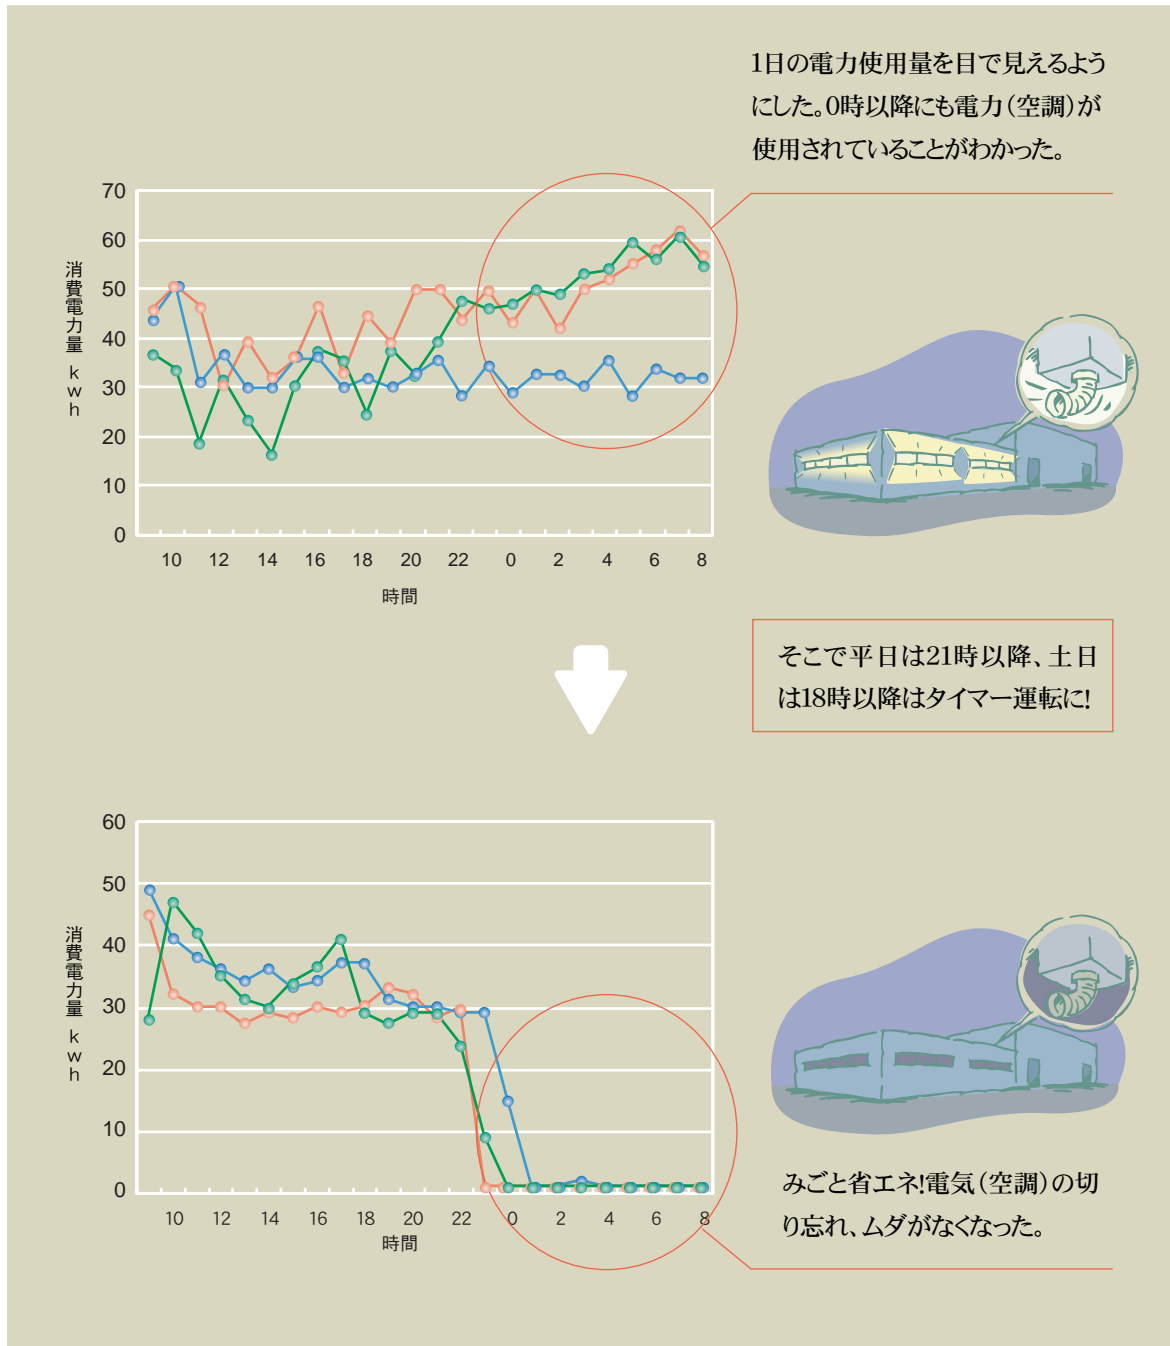 1日の電力使用量を目で見えるよう
にした。0時以降にも電力（空調）が
使用されていることがわかった。
70
60
50
40
30
20
10
0
消費電力量 kwh
10 12 14 16 18 20 22 0 2 4 6 8
時間
そこで平日は21時以降、土日
は18時以降はタイマー運転に!
60
50
40
30
20
10
0
消費電力量 kwh
10 12 14 16 18 20 22 0 2 4 6 8
時間
みごと省エネ!電気（空調）の切
り忘れ、ムダがなくなった。